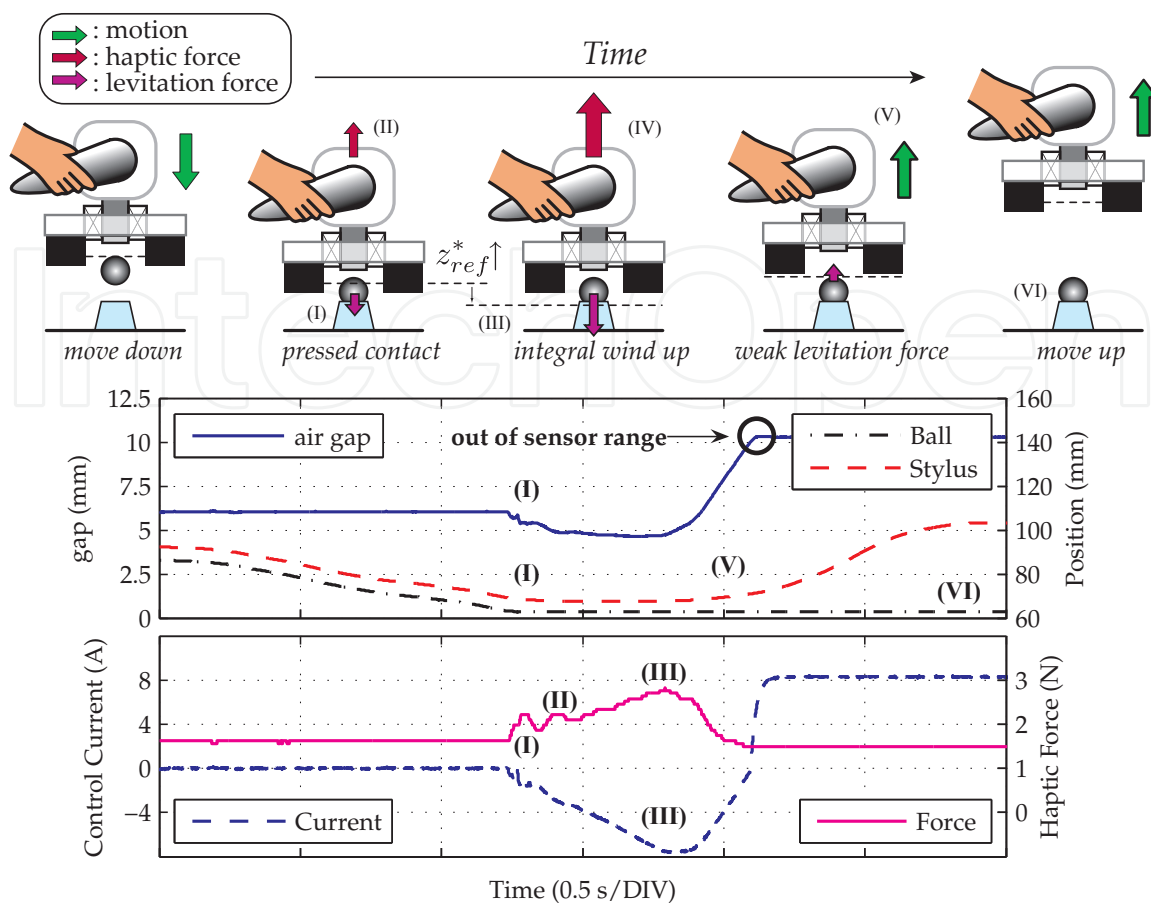 : motion
: haptic force
: levitation force
Time
(II)
(IV)
(V)
z*ref↑
(I)
(III)
(VI)
move down
pressed contact
integral wind up
weak levitation force
move up
IntechOpen
12.5
10
7.5
5
2.5
0
gap (mm)
air gap
out of sensor range
Ball
Stylus
160
140
120
100
80
60
Position (mm)
(I)
(I)
(V)
(VI)
8
4
0
−4
Control Current (A)
(III)
(II)
(I)
(III)
Current
Force
3
2
1
0
Haptic Force (N)
Time (0.5 s/DIV)